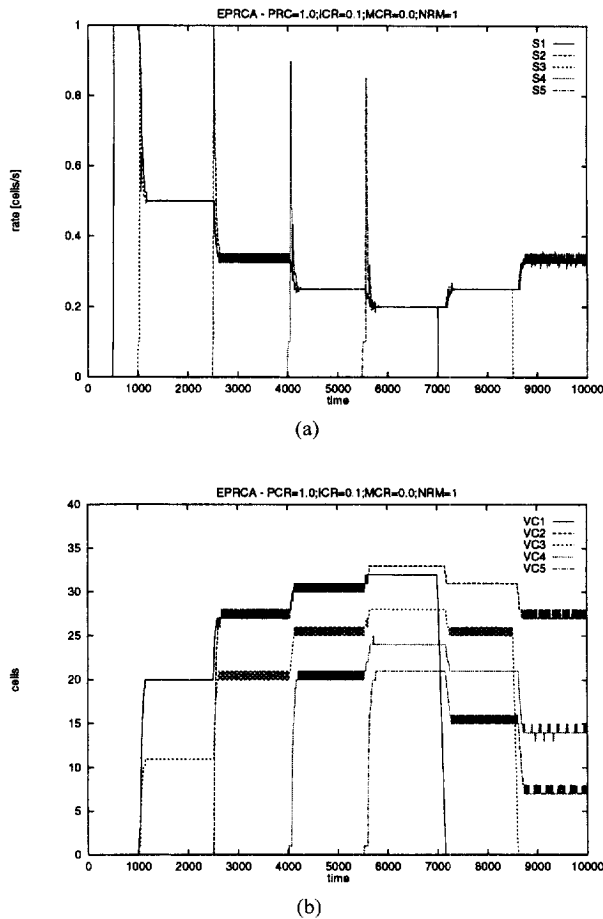 EPRCA - PRC=1.0;ICR=0.1;MCR=0.0;NRM=1
S1
S2
S3
S4
S5
1
0.8
0.6
0.4
0.2
0
rate [cells/s]
0 1000 2000 3000 4000 5000 6000 7000 8000 9000 10000
time
(a)
EPRCA - PCR=1.0;ICR=0.1;MCR=0.0;NRM=1
VC1
VC2
VC3
VC4
VC5
40
35
30
25
20
15
10
5
0
cells
0 1000 2000 3000 4000 5000 6000 7000 8000 9000 10000
time
(b)